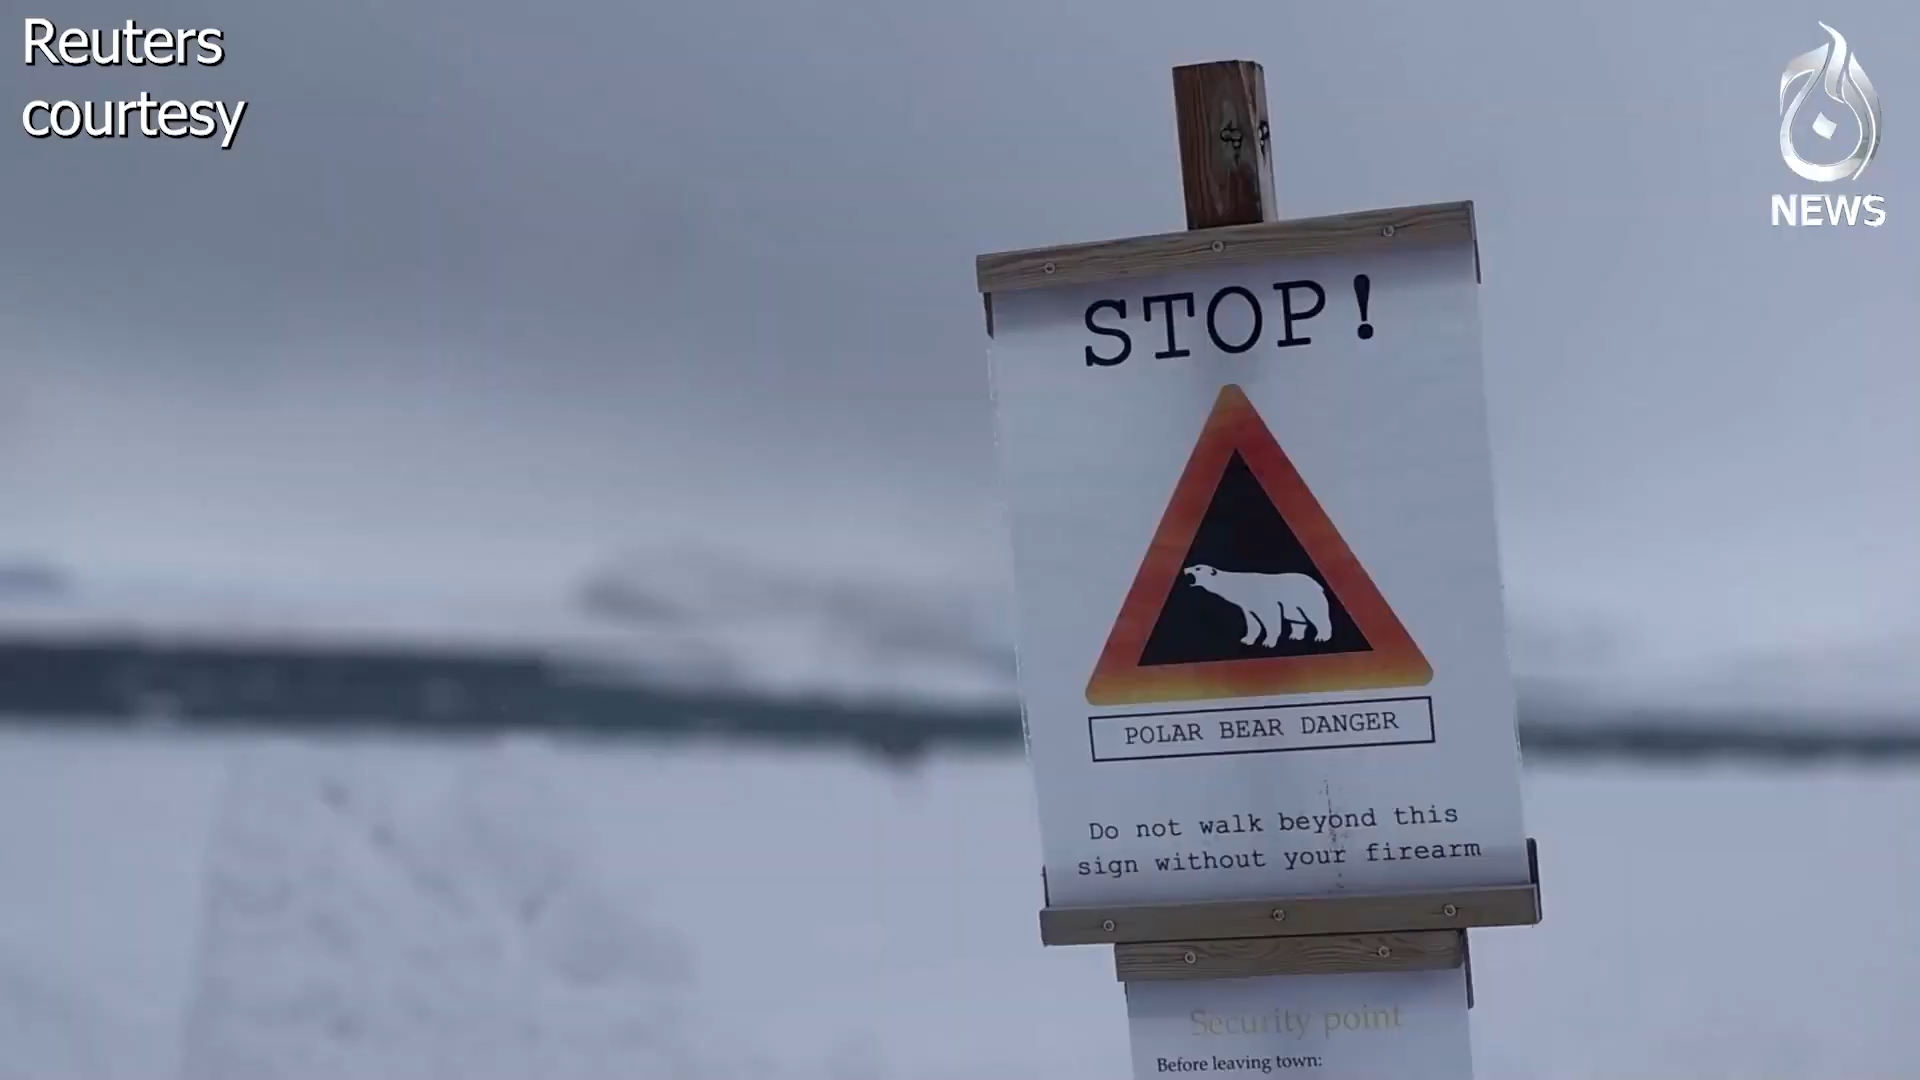 Reuters
courtesy
NEWS
STOP!
POLAR BEAR DANGER
Do not walk beyond this
sign without your firearm
Security point
Before leaving town: